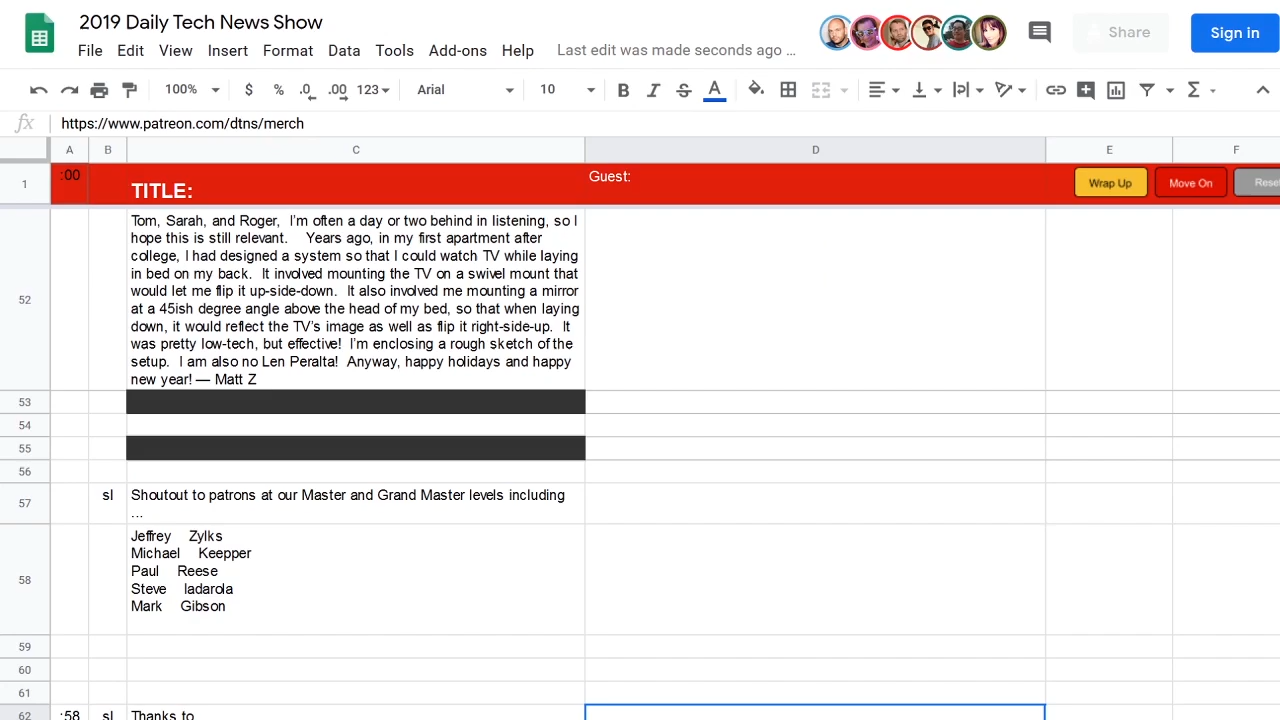 2019 Daily Tech News Show
File Edit View Insert Format Data Tools Add-ons Help Last edit was made seconds ago ...
Share
Sign in
100% $ % .0 .00 123 Arial 10 B I S A Σ
fx https://www.patreon.com/dtns/merch
A B C D E F
1 :00 TITLE: Guest: Wrap Up Move On Reset
Tom, Sarah, and Roger, I'm often a day or two behind in listening, so I
hope this is still relevant. Years ago, in my first apartment after
college, I had designed a system so that I could watch TV while laying
in bed on my back. It involved mounting the TV on a swivel mount that
52 would let me flip it up-side-down. It also involved me mounting a mirror
at a 45ish degree angle above the head of my bed, so that when laying
down, it would reflect the TV's image as well as flip it right-side-up. It
was pretty low-tech, but effective! I'm enclosing a rough sketch of the
setup. I am also no Len Peralta! Anyway, happy holidays and happy
new year! — Matt Z
53
54
55
56
57 sl Shoutout to patrons at our Master and Grand Master levels including
...
Jeffrey Zylks
Michael Keepper
58 Paul Reese
Steve Iadarola
Mark Gibson
59
60
61
62 :58 sl Thanks to